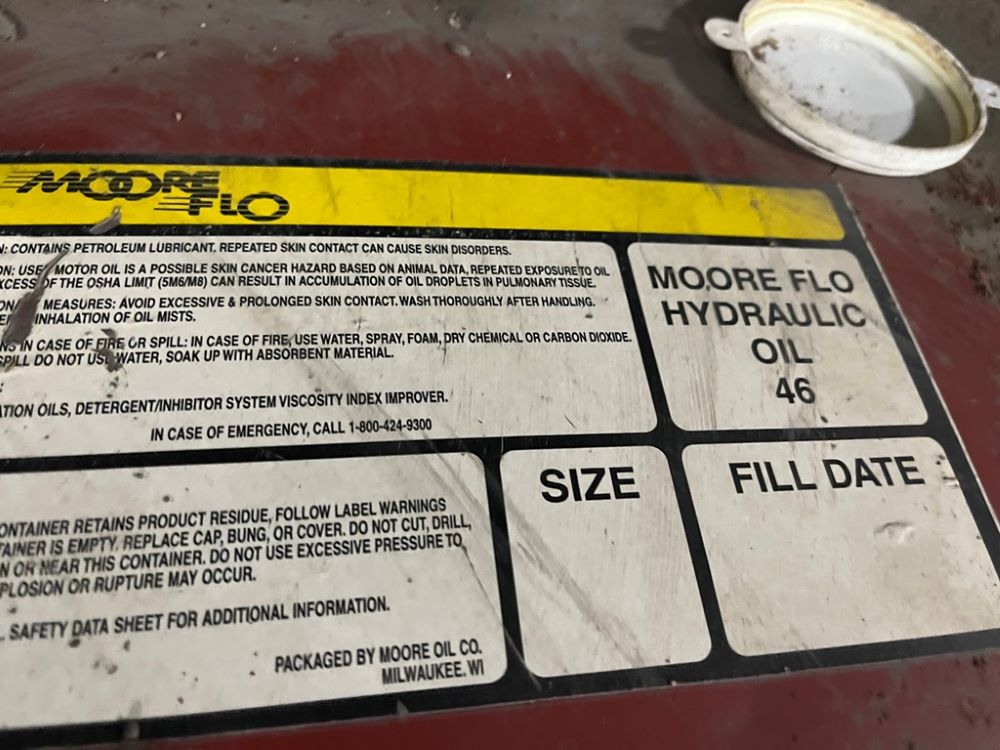 MOORE
FLO
N: CONTAINS PETROLEUM LUBRICANT. REPEATED SKIN CONTACT CAN CAUSE SKIN DISORDERS.
ON: USED MOTOR OIL IS A POSSIBLE SKIN CANCER HAZARD BASED ON ANIMAL DATA, REPEATED EXPOSURE TO OIL
XCESS OF THE OSHA LIMIT (5M6/M8) CAN RESULT IN ACCUMULATION OF OIL DROPLETS IN PULMONARY TISSUE.
MEASURES: AVOID EXCESSIVE & PROLONGED SKIN CONTACT. WASH THOROUGHLY AFTER HANDLING.
INHALATION OF OIL MISTS.
NS IN CASE OF FIRE OR SPILL: IN CASE OF FIRE, USE WATER, SPRAY, FOAM, DRY CHEMICAL OR CARBON DIOXIDE.
SPILL DO NOT USE WATER, SOAK UP WITH ABSORBENT MATERIAL.
:
ATION OILS, DETERGENT/INHIBITOR SYSTEM VISCOSITY INDEX IMPROVER.
IN CASE OF EMERGENCY, CALL 1-800-424-9300
MOORE FLO
HYDRAULIC
OIL
46
ONTAINER RETAINS PRODUCT RESIDUE, FOLLOW LABEL WARNINGS
TAINER IS EMPTY. REPLACE CAP, BUNG, OR COVER. DO NOT CUT, DRILL,
N OR NEAR THIS CONTAINER. DO NOT USE EXCESSIVE PRESSURE TO
PLOSION OR RUPTURE MAY OCCUR.
L SAFETY DATA SHEET FOR ADDITIONAL INFORMATION.
PACKAGED BY MOORE OIL CO.
MILWAUKEE. WI
SIZE
FILL DATE